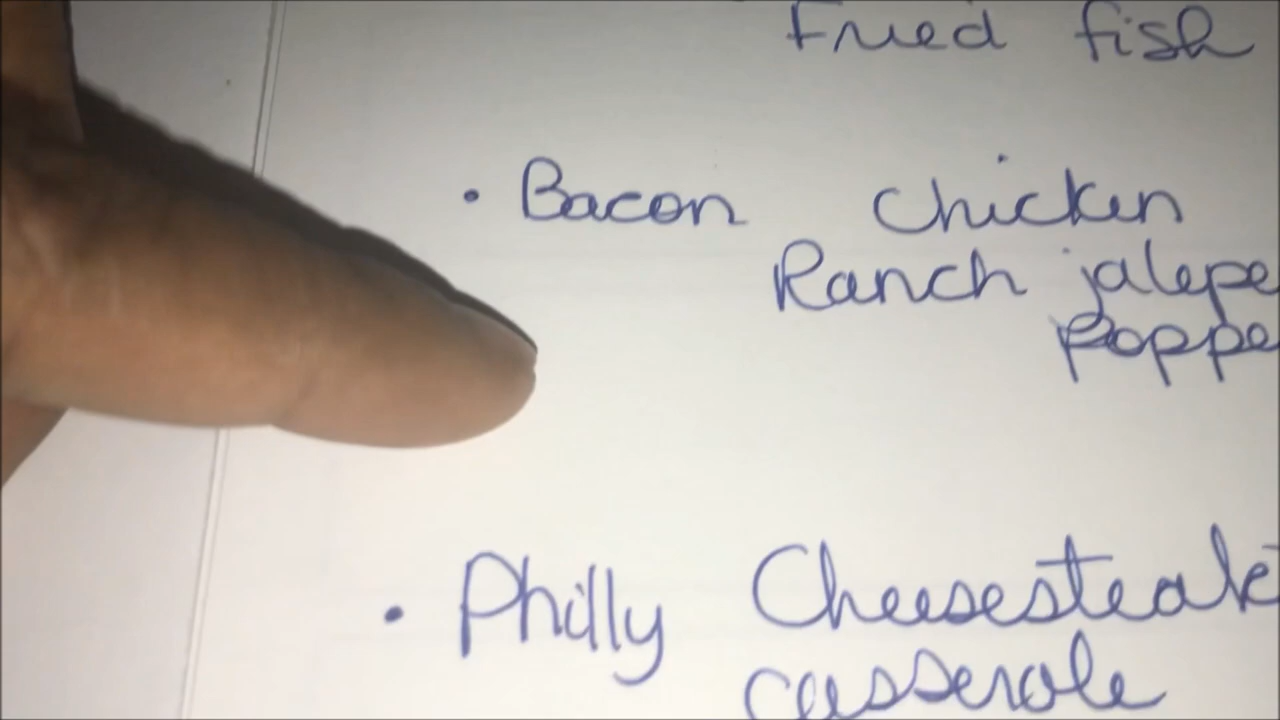 Fried fish
• Bacon chicken
Ranch jalepe
Poppe
• Philly Cheesesteak
casserole